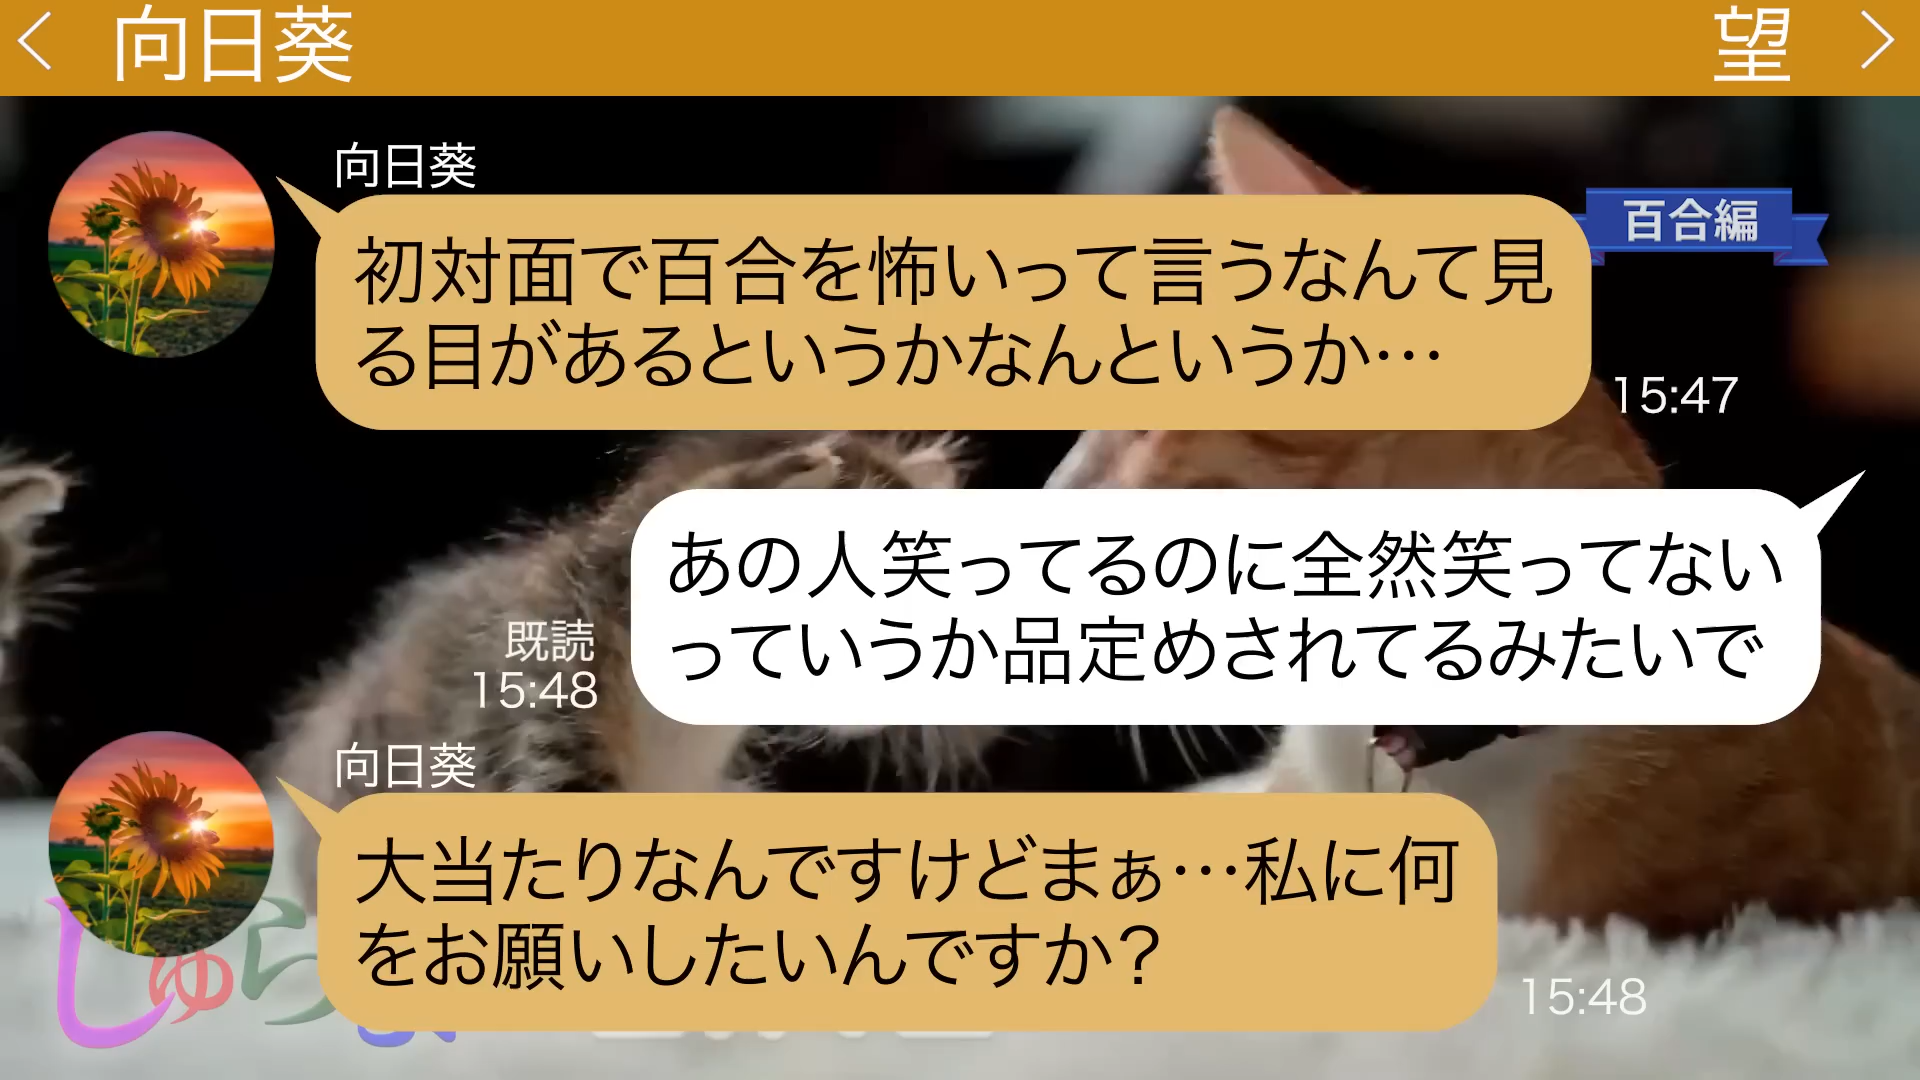 向日葵
望
向日葵
百合編
初対面で百合を怖いって言うなんて見
る目があるというかなんというか…
15:47
あの人笑ってるのに全然笑ってない
っていうか品定めされてるみたいで
既読
15:48
向日葵
大当たりなんですけどまぁ…私に何
をお願いしたいんですか？
15:48
しゅら